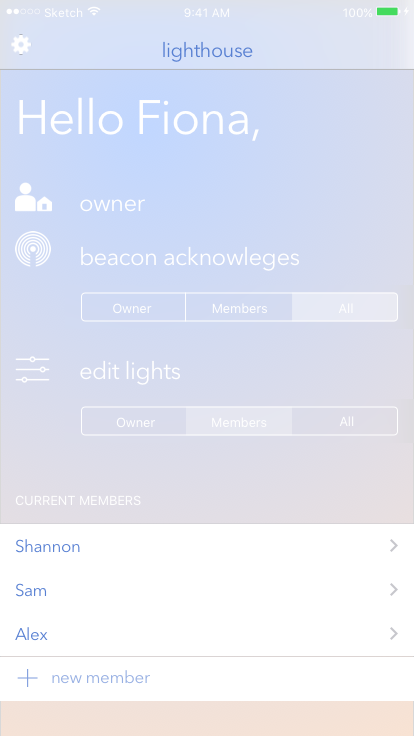 Sketch 9:41 AM 100%
lighthouse
Hello Fiona,
owner
beacon acknowleges
Owner Members All
edit lights
Owner Members All
CURRENT MEMBERS
Shannon
Sam
Alex
new member